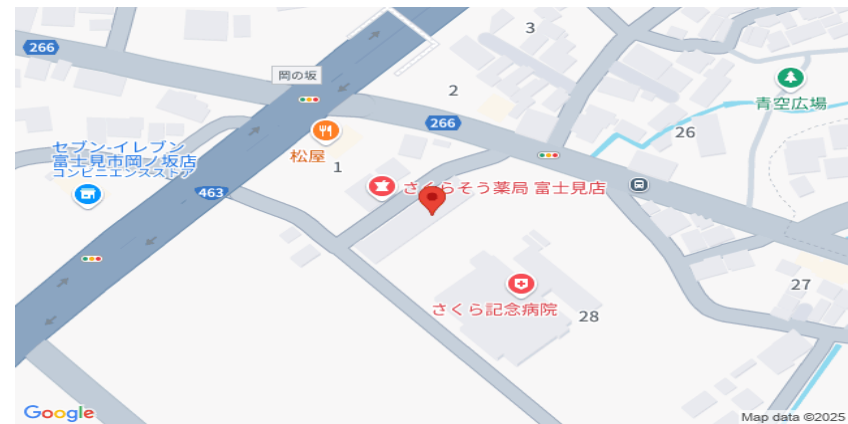 3
266
岡の坂
2
青空広場
266
26
セブン-イレブン
富士見市岡ノ坂店
コンビニエンスストア
松屋
1
さくらそう薬局 富士見店
463
27
さくら記念病院
28
Google
Map data ©2025